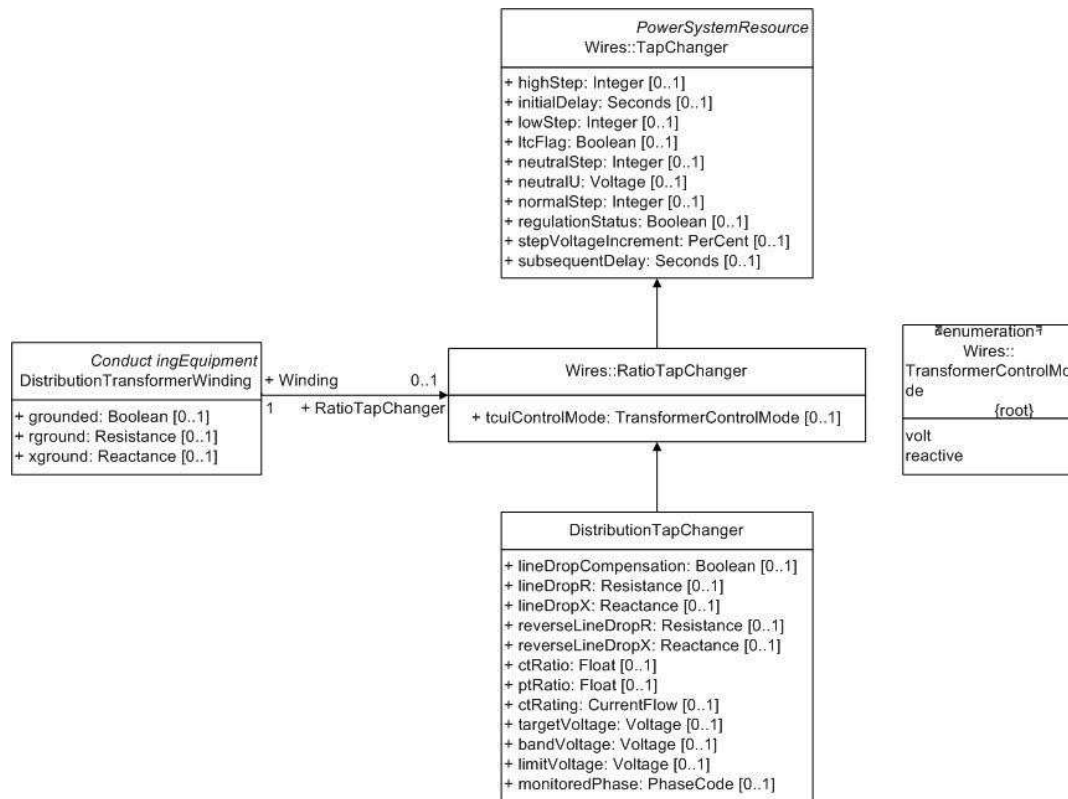 PowerSystemResource
Wires::TapChanger
+ highStep: Integer [0..1]
+ initialDelay: Seconds [0..1]
+ lowStep: Integer [0..1]
+ ltcFlag: Boolean [0..1]
+ neutralStep: Integer [0..1]
+ neutralU: Voltage [0..1]
+ normalStep: Integer [0..1]
+ regulationStatus: Boolean [0..1]
+ stepVoltageIncrement: PerCent [0..1]
+ subsequentDelay: Seconds [0..1]
Conduct ingEquipment
DistributionTransformerWinding
+ grounded: Boolean [0..1]
+ rground: Resistance [0..1]
+ xground: Reactance [0..1]
+ Winding
0..1
1
+ RatioTapChanger
Wires::RatioTapChanger
+ tculControlMode: TransformerControlMode [0..1]
enumeration
Wires::
TransformerControlMo
de
{root}
volt
reactive
DistributionTapChanger
+ lineDropCompensation: Boolean [0..1]
+ lineDropR: Resistance [0..1]
+ lineDropX: Reactance [0..1]
+ reverseLineDropR: Resistance [0..1]
+ reverseLineDropX: Reactance [0..1]
+ ctRatio: Float [0..1]
+ ptRatio: Float [0..1]
+ ctRating: CurrentFlow [0..1]
+ targetVoltage: Voltage [0..1]
+ bandVoltage: Voltage [0..1]
+ limitVoltage: Voltage [0..1]
+ monitoredPhase: PhaseCode [0..1]